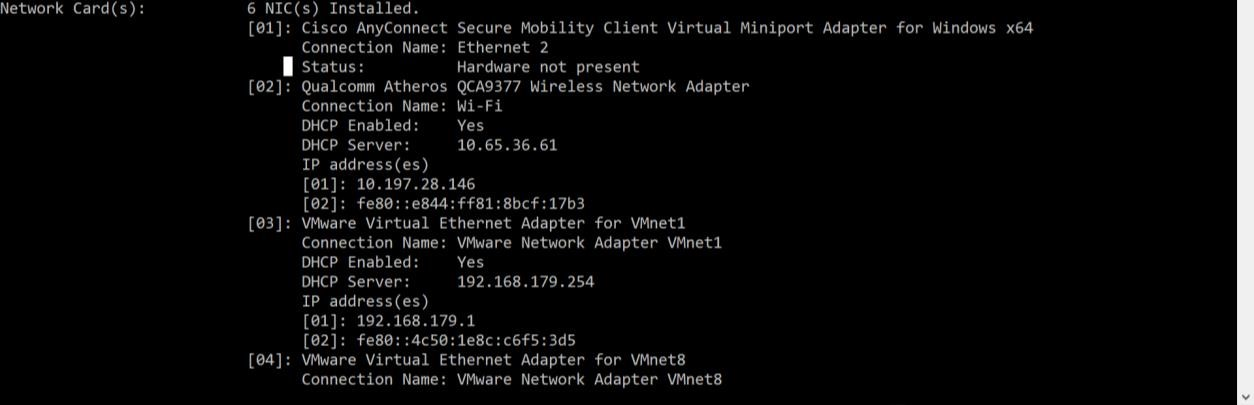 Network Card(s):           6 NIC(s) Installed.
                           [01]: Cisco AnyConnect Secure Mobility Client Virtual Miniport Adapter for Windows x64
                                 Connection Name: Ethernet 2
                                 Status:          Hardware not present
                           [02]: Qualcomm Atheros QCA9377 Wireless Network Adapter
                                 Connection Name: Wi-Fi
                                 DHCP Enabled:    Yes
                                 DHCP Server:     10.65.36.61
                                 IP address(es)
                                 [01]: 10.197.28.146
                                 [02]: fe80::e844:ff81:8bcf:17b3
                           [03]: VMware Virtual Ethernet Adapter for VMnet1
                                 Connection Name: VMware Network Adapter VMnet1
                                 DHCP Enabled:    Yes
                                 DHCP Server:     192.168.179.254
                                 IP address(es)
                                 [01]: 192.168.179.1
                                 [02]: fe80::4c50:1e8c:c6f5:3d5
                           [04]: VMware Virtual Ethernet Adapter for VMnet8
                                 Connection Name: VMware Network Adapter VMnet8